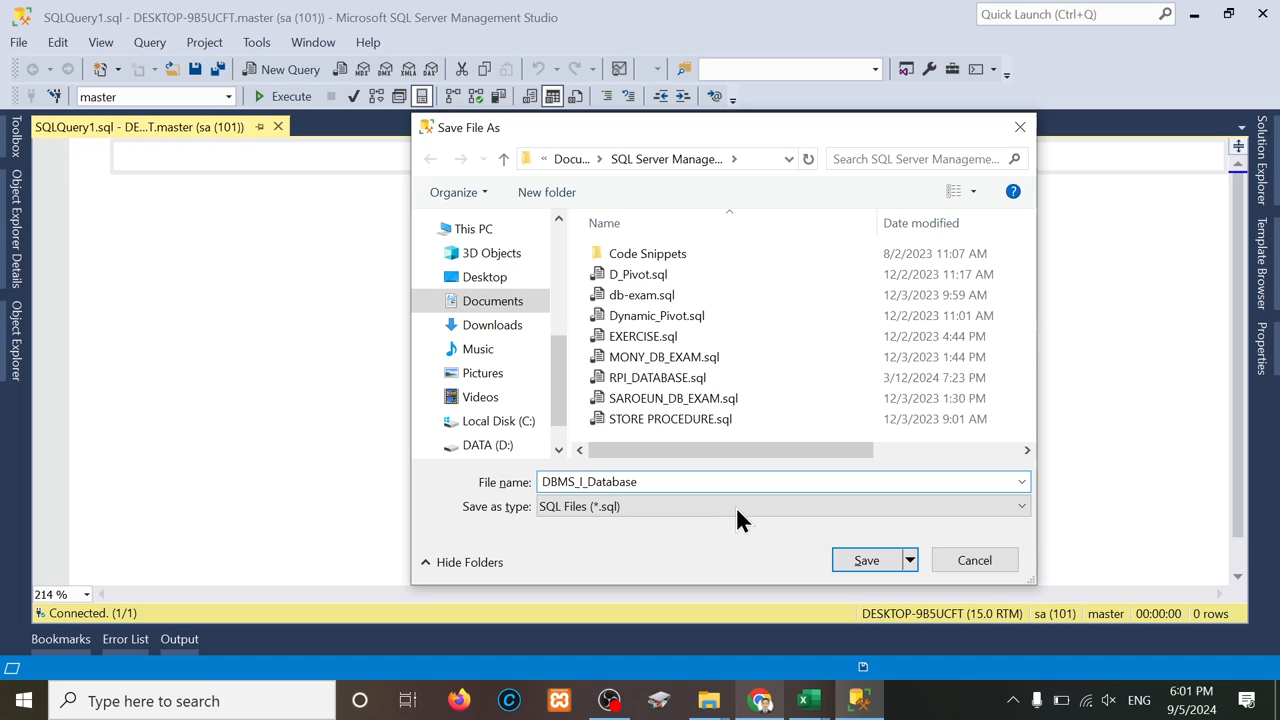 SQLQuery1.sql - DESKTOP-9B5UCFT.master (sa (101)) - Microsoft SQL Server Management Studio
Quick Launch (Ctrl+Q)
File Edit View Query Project Tools Window Help
New Query
MDX DMX XMLA DAX
master
Execute
Toolbox
Object Explorer Details
Object Explorer
SQLQuery1.sql - DE...T.master (sa (101))
Save File As
« Docu... > SQL Server Manage... >
Search SQL Server Manageme...
Organize
New folder
This PC
3D Objects
Desktop
Documents
Downloads
Music
Pictures
Videos
Local Disk (C:)
DATA (D:)
Name Date modified
Code Snippets 8/2/2023 11:07 AM
D_Pivot.sql 12/2/2023 11:17 AM
db-exam.sql 12/3/2023 9:59 AM
Dynamic_Pivot.sql 12/2/2023 11:01 AM
EXERCISE.sql 12/2/2023 4:44 PM
MONY_DB_EXAM.sql 12/3/2023 1:44 PM
RPI_DATABASE.sql 3/12/2024 7:23 PM
SAROEUN_DB_EXAM.sql 12/3/2023 1:30 PM
STORE PROCEDURE.sql 12/3/2023 9:01 AM
File name: DBMS_I_Database
Save as type: SQL Files (*.sql)
Hide Folders
Save
Cancel
Solution Explorer
Template Browser
Properties
214 %
Connected. (1/1)
DESKTOP-9B5UCFT (15.0 RTM) sa (101) master 00:00:00 0 rows
Bookmarks Error List Output
Type here to search
ENG
6:01 PM
9/5/2024